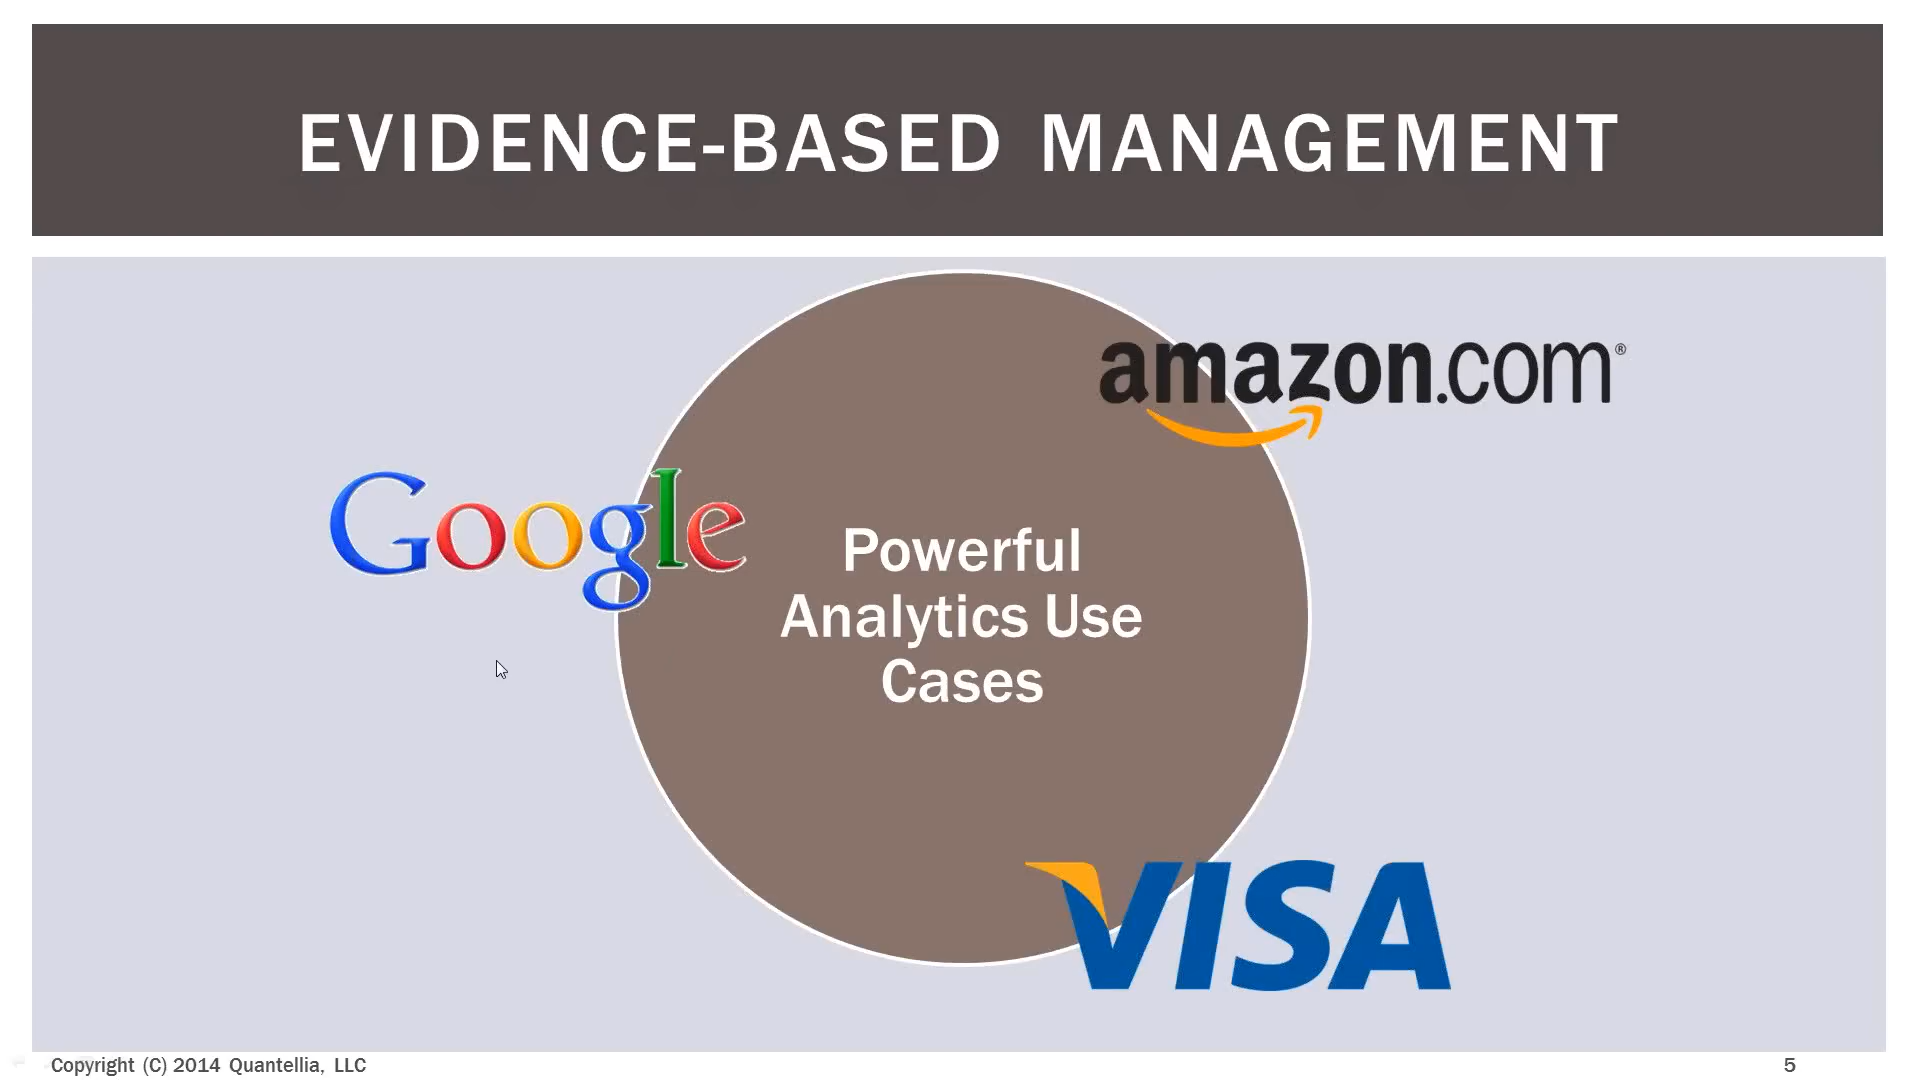 EVIDENCE-BASED MANAGEMENT
amazon.com®
Google
Powerful
Analytics Use
Cases
VISA
Copyright (C) 2014 Quantellia, LLC
5